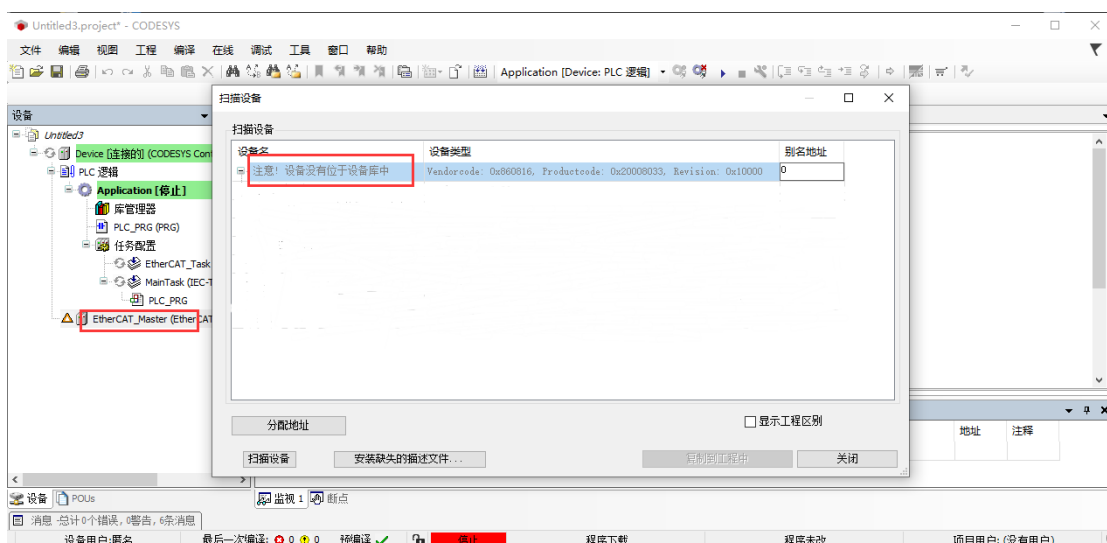 Untitled3.project* - CODESYS
文件 编辑 视图 工程 编译 在线 调试 工具 窗口 帮助
Application [Device: PLC 逻辑]
扫描设备
设备
扫描设备
Untitled3
设备名 设备类型 别名地址
Device [连接的] (CODESYS Con
注意! 设备没有位于设备库中 Vendorcode: 0x860816, Productcode: 0x20008033, Revision: 0x10000 0
PLC 逻辑
Application [停止]
库管理器
PLC_PRG (PRG)
任务配置
EtherCAT_Task
MainTask (IEC-T
PLC_PRG
EtherCAT_Master (EtherCAT
分配地址 显示工程区别
地址 注释
扫描设备 安装缺失的描述文件... 复制到工程中 关闭
设备 POUs 监视 1 断点
消息 -总计0个错误, 0警告, 6条消息
设备用户:匿名 最后一次编译: 0 0 预编译 停止 程序下载 程序未改 项目用户: (没有用户)